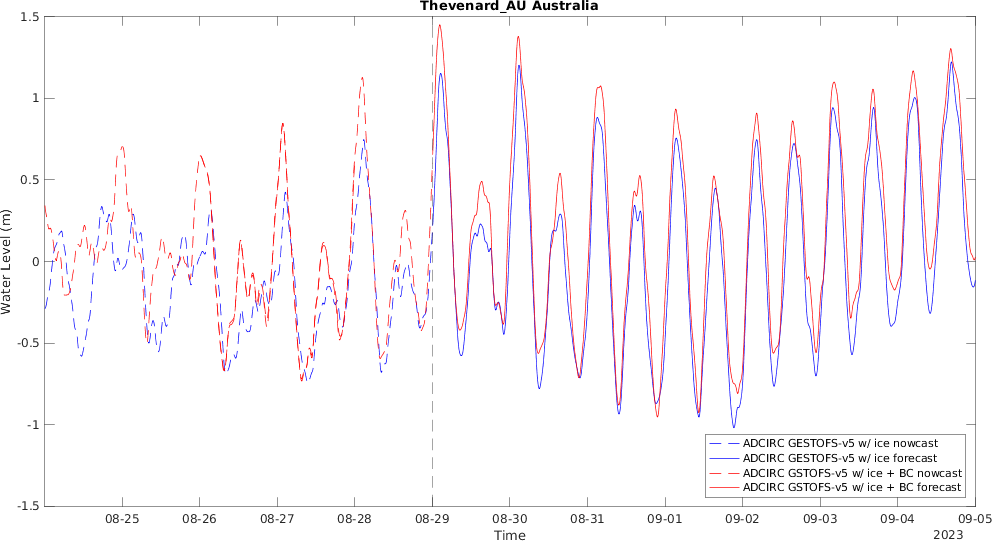 Thevenard_AU Australia
1.5
1
0.5
0
-0.5
-1
-1.5
Water Level (m)
08-25 08-26 08-27 08-28 08-29 08-30 08-31 09-01 09-02 09-03 09-04 09-05
Time
2023
ADCIRC GESTOFS-v5 w/ ice nowcast
ADCIRC GESTOFS-v5 w/ ice forecast
ADCIRC GSTOFS-v5 w/ ice + BC nowcast
ADCIRC GSTOFS-v5 w/ ice + BC forecast